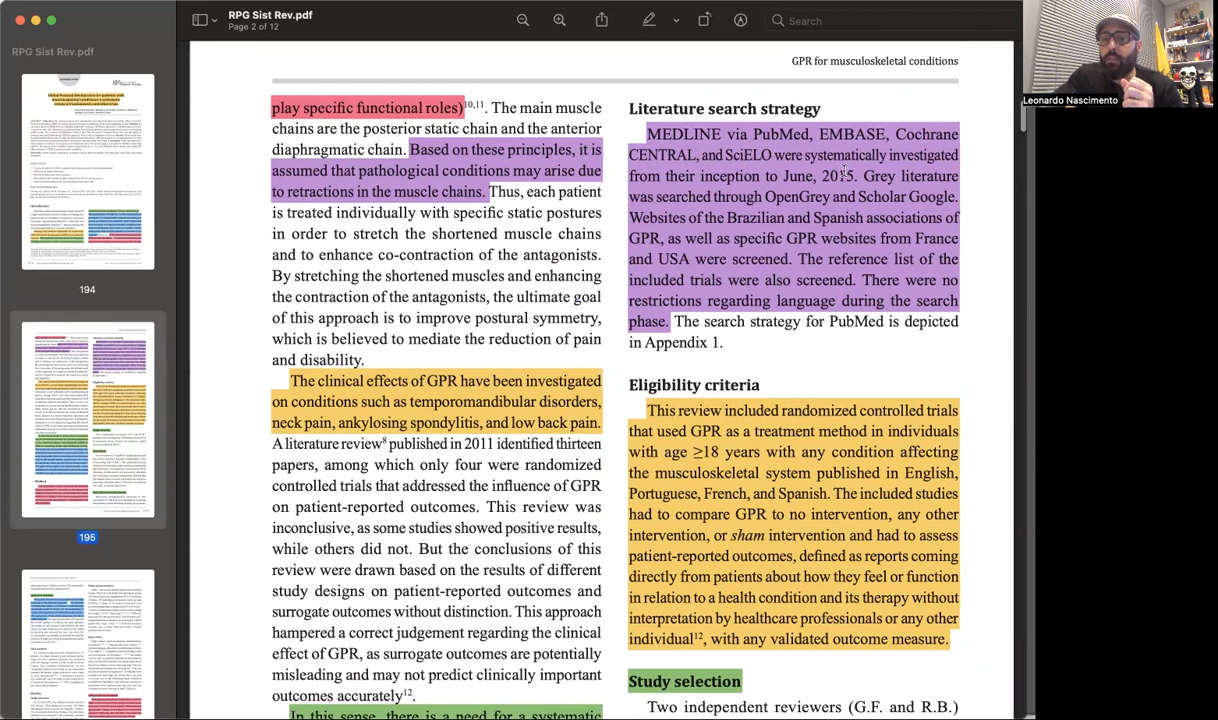 RPG Sist Rev.pdf
Page 2 of 12
Search
RPG Sist Rev.pdf
194
195
Leonardo Nascimento
GPR for musculoskeletal conditions
play specific functional roles)10,11. The main muscle
chains are the posterior static chain and the anterior
diaphragmatic chain. Based on these principles, it is
assumed that pathological conditions may arise due
to retractions in the muscle chains. Thus, each patient
is treated individually with specific active postures
in order to stretch the shortened muscle chains
and to enhance co-contraction of the antagonists.
By stretching the shortened muscles and enhancing
the contraction of the antagonists, the ultimate goal
of this approach is to improve postural symmetry,
which is believed to mediate the reduction of pain
and disability.
The clinical effects of GPR have been investigated
on conditions such as temporomandibular disorders,
neck pain, ankylosing spondylitis, and low back pain.
A literature review8 published in 2011 identified thirteen
papers, among which only four were randomized
controlled trials that addressed the impact of GPR
on patient-reported outcomes. This review was
inconclusive, as some studies showed positive results,
while others did not. But the conclusions of this
review were drawn based on the results of different
study designs on patient-reported outcomes and
surrogate outcomes without distinction. This approach
hampers a correct judgement regarding the clinical
effects of GPR, as surrogate outcomes are potentially
misleading or may not predict clinically important
outcomes accurately12.
In this sense, there is a need for a systematic
Literature search strategy
MEDLINE via PubMed, EMBASE, Cochrane
CENTRAL, and SciELO were systematically investigated
from their inception to June, 2015. Grey literature
was searched through OpenGrey and Scholar Google.
Websites of the Brazilian and Spanish associations of
GPR, as well as specific GPR websites from France
and USA were screened. The reference list of the
included trials were also screened. There were no
restrictions regarding language during the search
phase. The search strategy for PubMed is depicted
in Appendix 1.
Eligibility criteria
This review included randomized controlled trials
that used GPR as treatment method in individuals
with age ≥18 years with any condition affecting
the musculoskeletal system published in English,
Portuguese, French and Spanish. The included studies
had to compare GPR to no intervention, any other
intervention, or sham intervention and had to assess
patient-reported outcomes, defined as reports coming
directly from patients about how they feel or function
in relation to a health condition and its therapy without
interpretation by healthcare professionals or any other
individual12, with any validated outcome measure.
Study selection
Two independent reviewers (G.F. and R.B.)